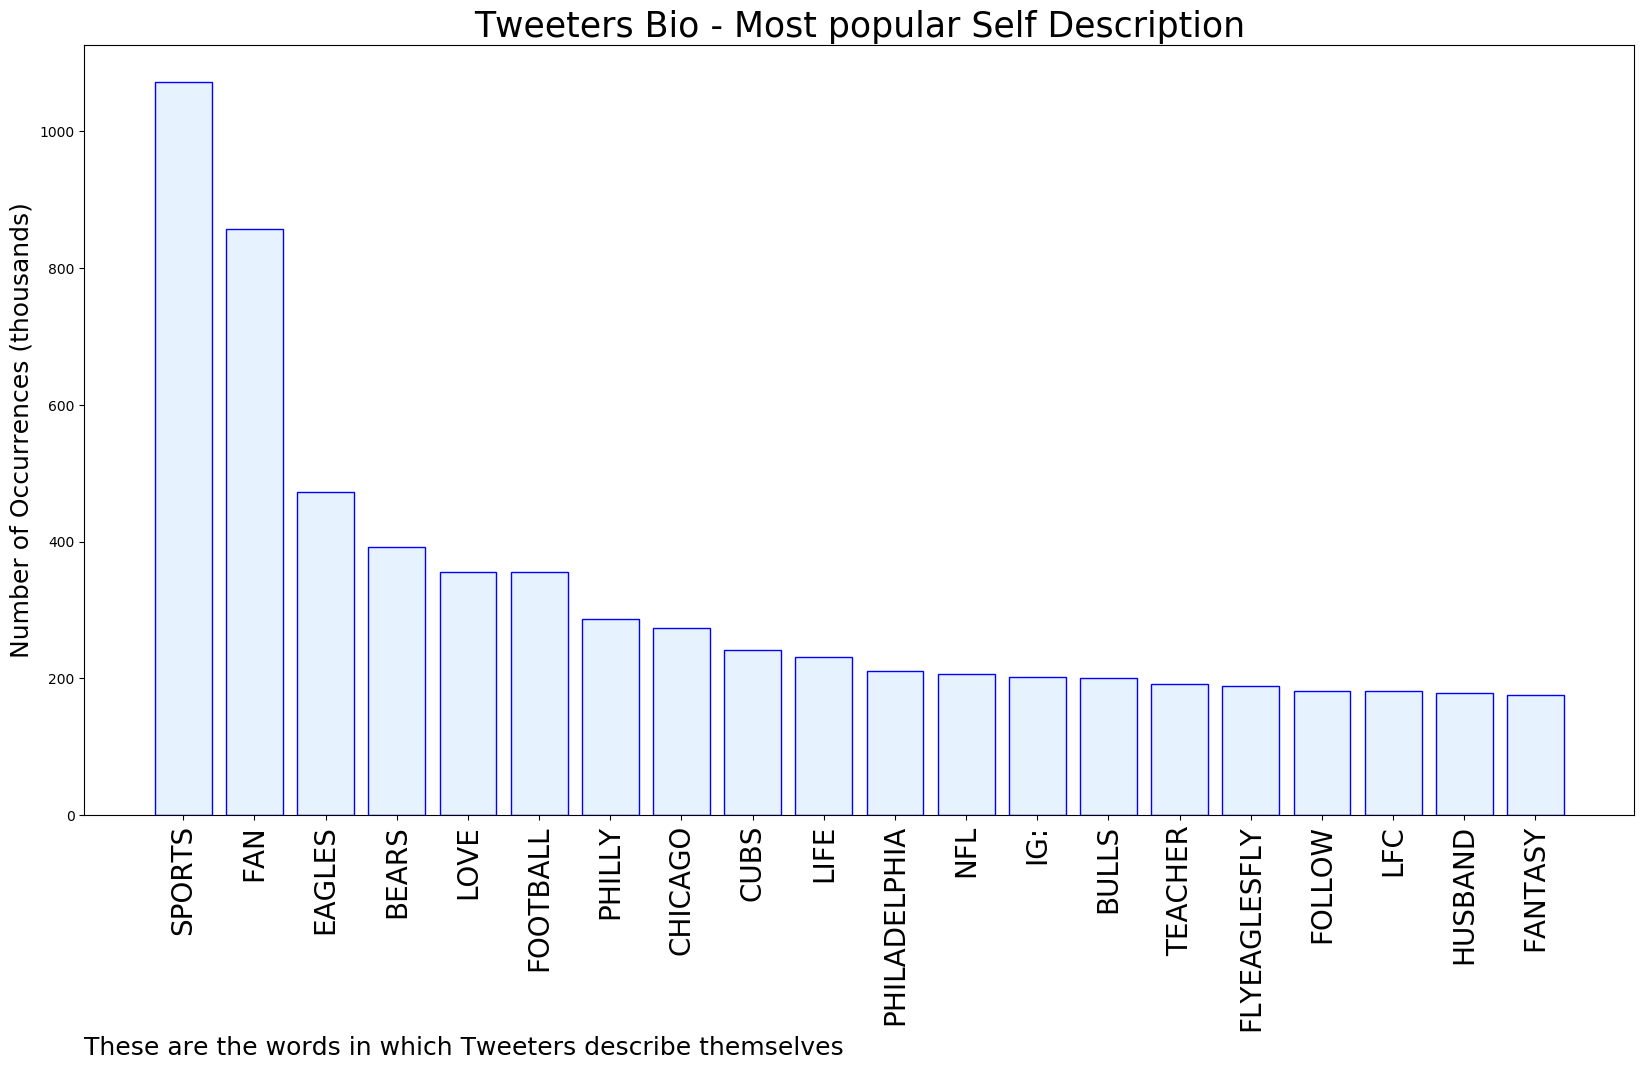 Tweeters Bio - Most popular Self Description
Number of Occurrences (thousands)
1000
800
600
400
200
0
SPORTS
FAN
EAGLES
BEARS
LOVE
FOOTBALL
PHILLY
CHICAGO
CUBS
LIFE
PHILADELPHIA
NFL
IG:
BULLS
TEACHER
FLYEAGLESFLY
FOLLOW
LFC
HUSBAND
FANTASY
These are the words in which Tweeters describe themselves